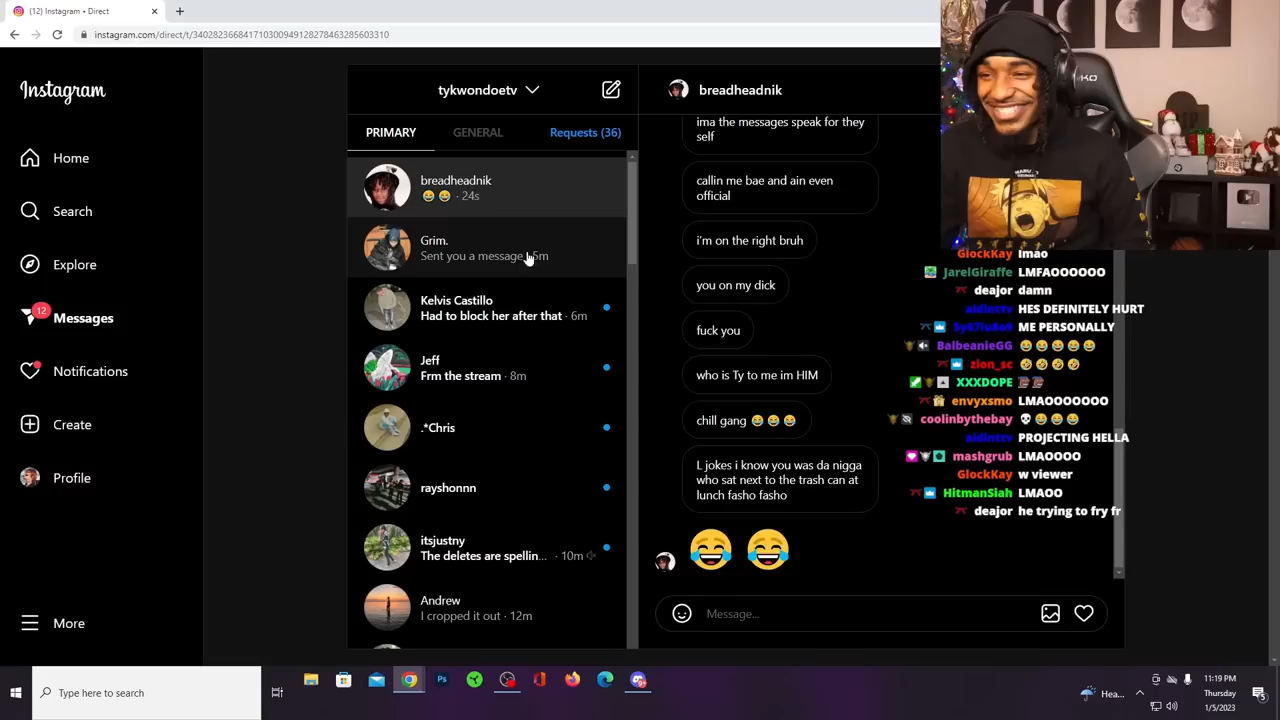 (12) Instagram • Direct
instagram.com/direct/t/340282366841710300949128278463285603310
Instagram
Home
Search
Explore
12
Messages
Notifications
Create
Profile
More
tykwondoetv
PRIMARY
GENERAL
Requests (36)
breadheadnik
😂 😂 · 24s
Grim.
Sent you a message
5m
Kelvis Castillo
Had to block her after that · 6m
Jeff
Frm the stream · 8m
.*Chris
rayshonnn
itsjustny
The deletes are spellin... · 10m
Andrew
I cropped it out · 12m
breadheadnik
ima the messages speak for they
self
callin me bae and ain even
official
i'm on the right bruh
you on my dick
fuck you
who is Ty to me im HIM
chill gang 😂 😂 😂
L jokes i know you was da nigga
who sat next to the trash can at
lunch fasho fasho
😂 😂
Message...
KO
GlockKay lmao
JarelGiraffe LMFAOOOOOO
deajor damn
HES DEFINITELY HURT
ME PERSONALLY
BalbeanieGG 😂 😂 😂 😂 😂
zion_sc 🤣 🤣 🤣 🤣
XXXDOPE
envyxsmo LMAOOOOOOO
coolinbythebay 💀 😂 😂 😂
PROJECTING HELLA
mashgrub LMAOOOO
GlockKay w viewer
HitmanSiah LMAOO
deajor he trying to fry fr
Type here to search
Ps
Hea...
11:19 PM
Thursday
1/5/2023
5